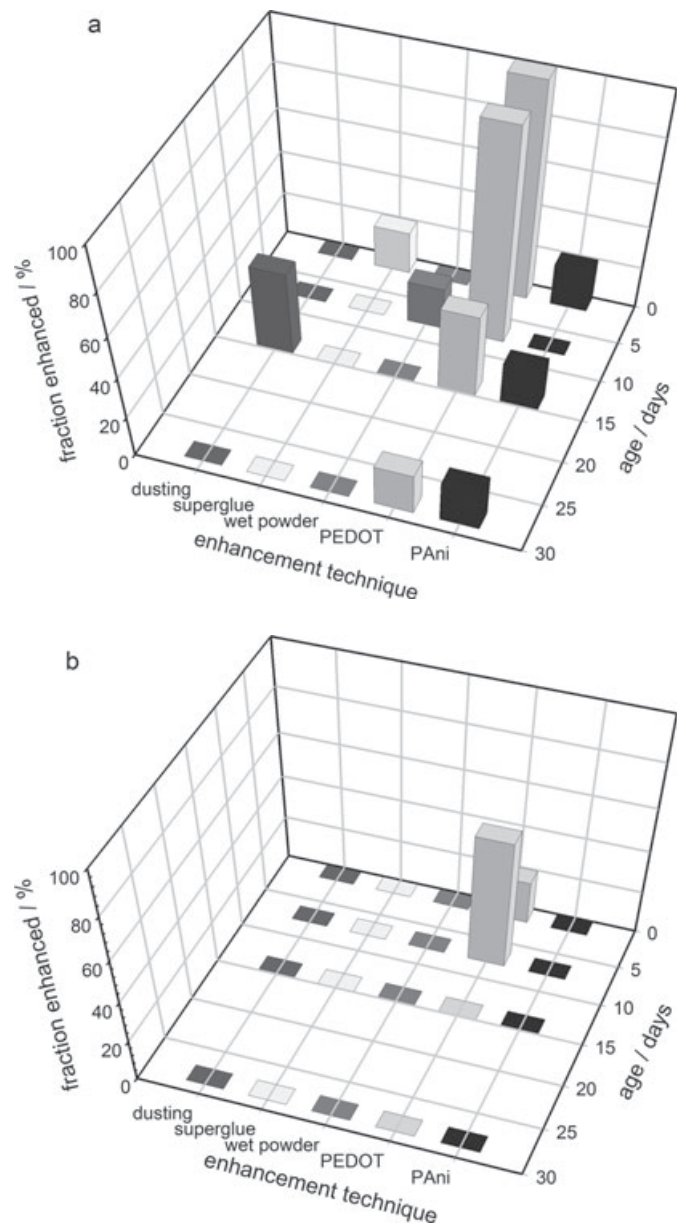 a
fraction enhanced / %
100
80
60
40
20
0
dusting
superglue
wet powder
PEDOT
PAni
enhancement technique
0
5
10
15
20
25
30
age / days
b
fraction enhanced / %
100
80
60
40
20
0
dusting
superglue
wet powder
PEDOT
PAni
enhancement technique
0
5
10
15
20
25
30
age / days